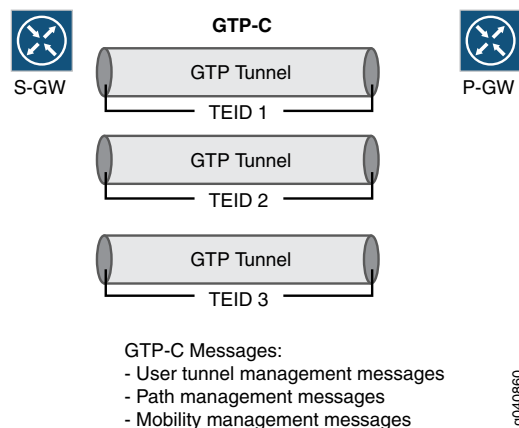 GTP-C
S-GW
P-GW
GTP Tunnel
TEID 1
GTP Tunnel
TEID 2
GTP Tunnel
TEID 3
GTP-C Messages:
- User tunnel management messages
- Path management messages
- Mobility management messages
g040860